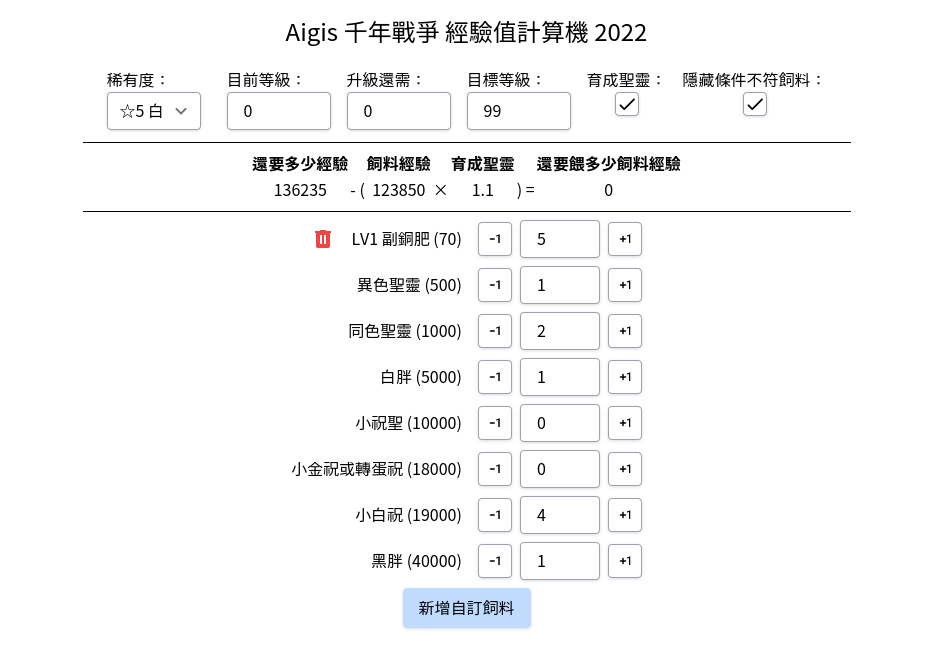 Aigis 千年戰爭 經驗值計算機 2022
稀有度： 目前等級： 升級還需： 目標等級： 育成聖靈： 隱藏條件不符飼料：
☆5 白 0 0 99
還要多少經驗 飼料經驗 育成聖靈 還要餵多少飼料經驗
136235 - ( 123850 × 1.1 ) = 0
LV1 副銅肥 (70) -1 5 +1
異色聖靈 (500) -1 1 +1
同色聖靈 (1000) -1 2 +1
白胖 (5000) -1 1 +1
小祝聖 (10000) -1 0 +1
小金祝或轉蛋祝 (18000) -1 0 +1
小白祝 (19000) -1 4 +1
黑胖 (40000) -1 1 +1
新增自訂飼料